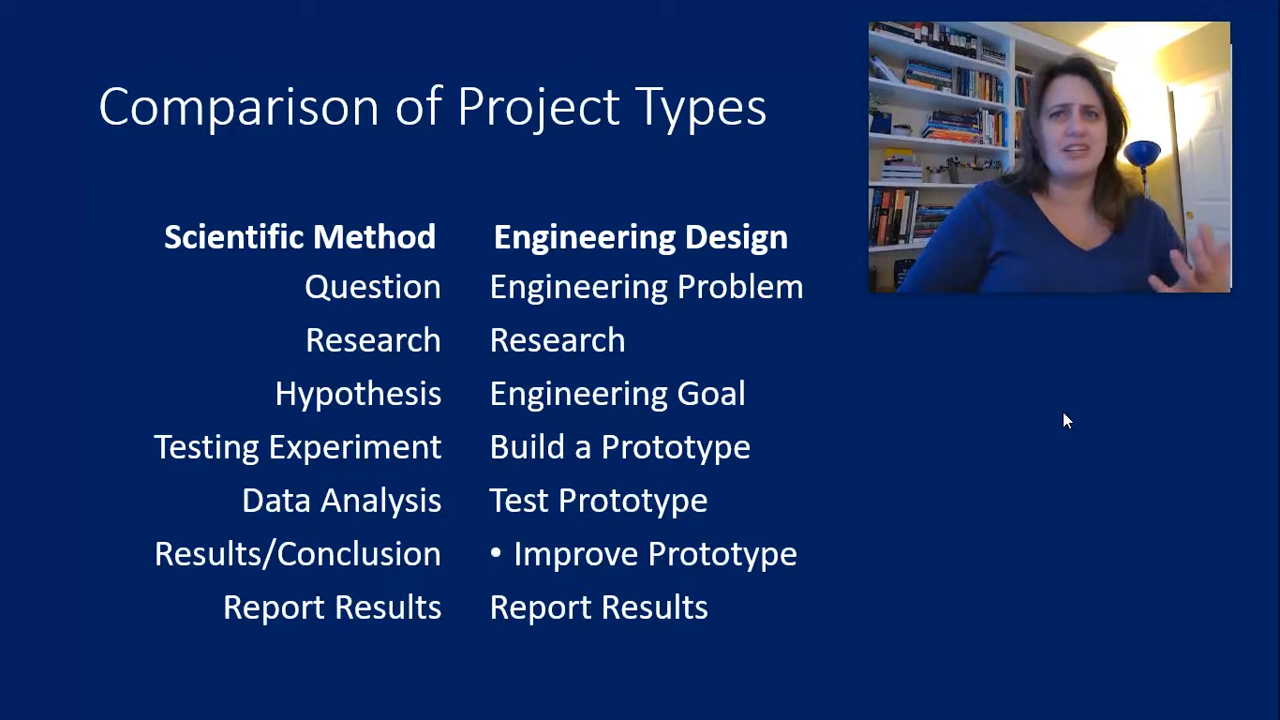 Comparison of Project Types
Scientific Method Engineering Design
Question Engineering Problem
Research Research
Hypothesis Engineering Goal
Testing Experiment Build a Prototype
Data Analysis Test Prototype
Results/Conclusion • Improve Prototype
Report Results Report Results